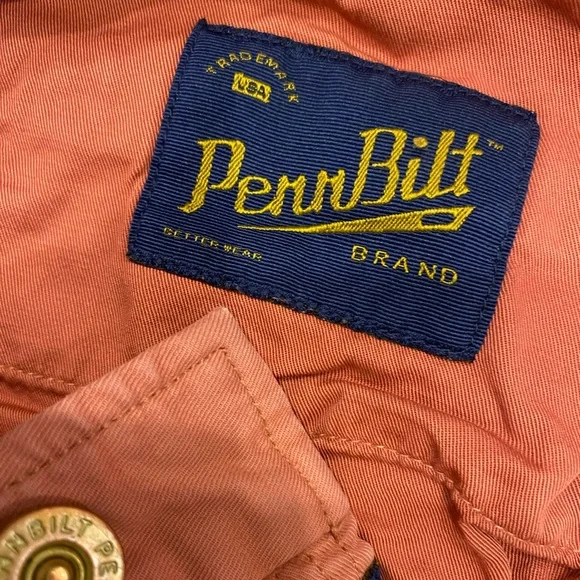 TRADEMARK
USA
PennBilt™
BETTER WEAR
BRAND
NBILT PE